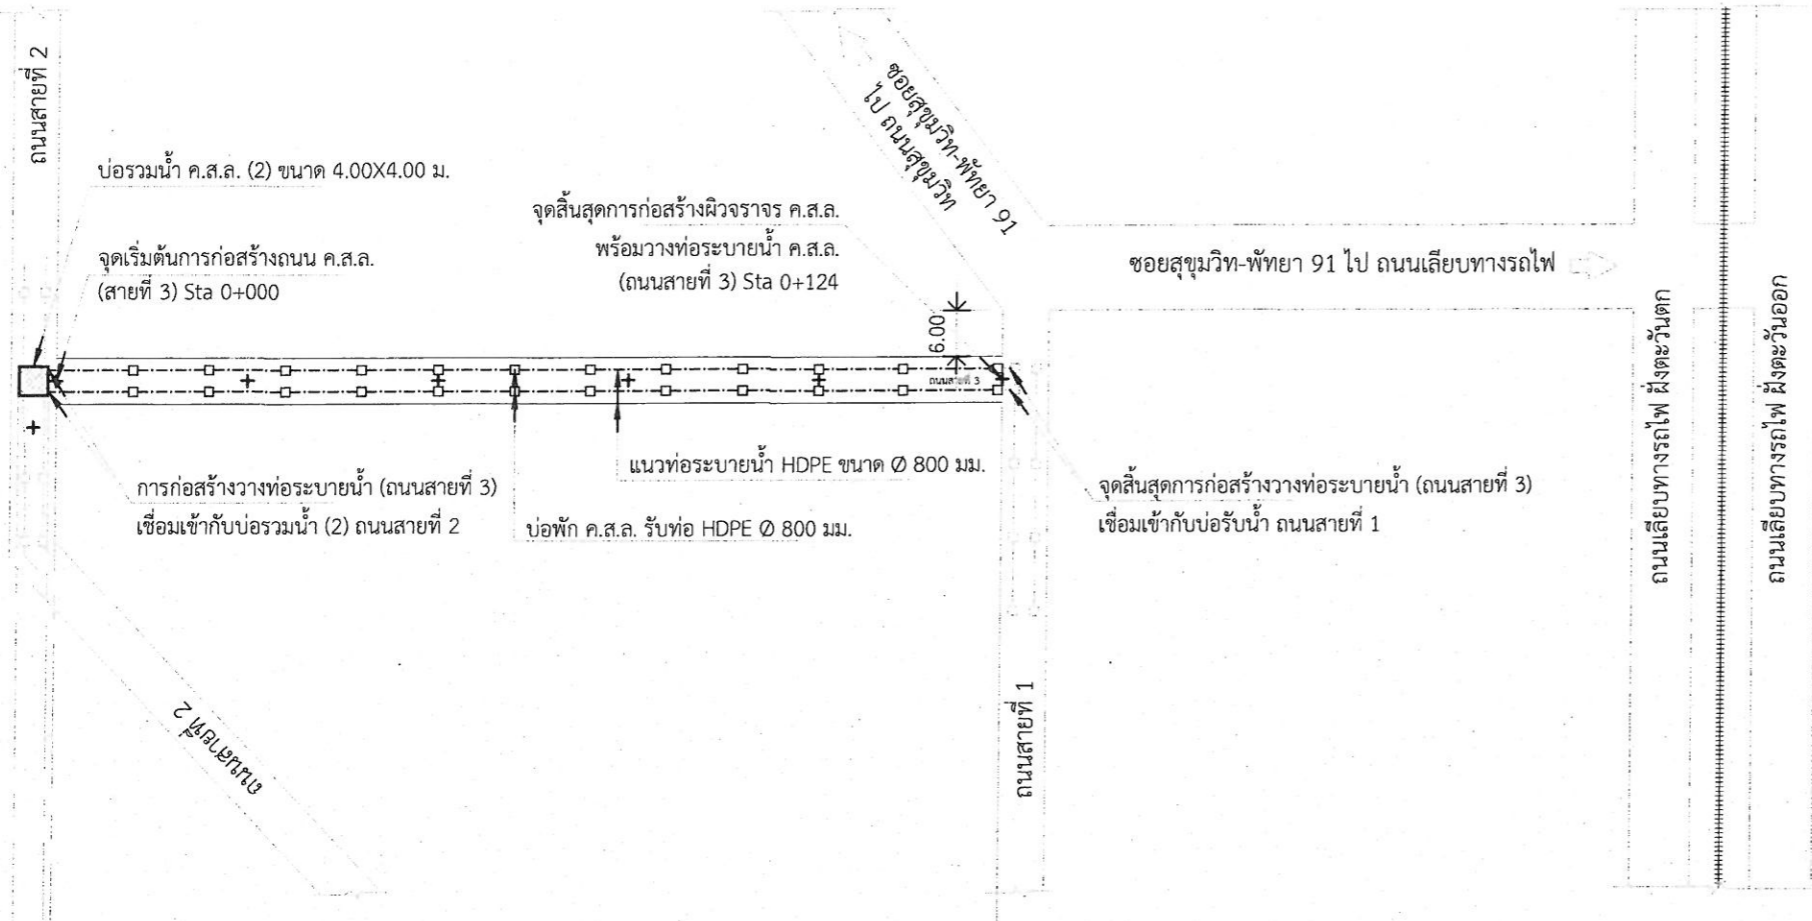 ถนนสายที่ 2
บ่อรวมน้ำ ค.ส.ล. (2) ขนาด 4.00X4.00 ม.
จุดเริ่มต้นการก่อสร้างถนน ค.ส.ล.
(สายที่ 3) Sta 0+000
จุดสิ้นสุดการก่อสร้างผิวจราจร ค.ส.ล.
พร้อมวางท่อระบายน้ำ ค.ส.ล.
(ถนนสายที่ 3) Sta 0+124
ซอยสุขุมวิท-พัทยา 91
ไป ถนนสุขุมวิท
ซอยสุขุมวิท-พัทยา 91 ไป ถนนเลียบทางรถไฟ
6.00
ถนนสายที่ 3
การก่อสร้างวางท่อระบายน้ำ (ถนนสายที่ 3)
เชื่อมเข้ากับบ่อรวมน้ำ (2) ถนนสายที่ 2
แนวท่อระบายน้ำ HDPE ขนาด Ø 800 มม.
บ่อพัก ค.ส.ล. รับท่อ HDPE Ø 800 มม.
จุดสิ้นสุดการก่อสร้างวางท่อระบายน้ำ (ถนนสายที่ 3)
เชื่อมเข้ากับบ่อรับน้ำ ถนนสายที่ 1
ถนนสายที่ 2
ถนนสายที่ 1
ถนนเลียบทางรถไฟ ฝั่งตะวันตก
ถนนเลียบทางรถไฟ ฝั่งตะวันออก